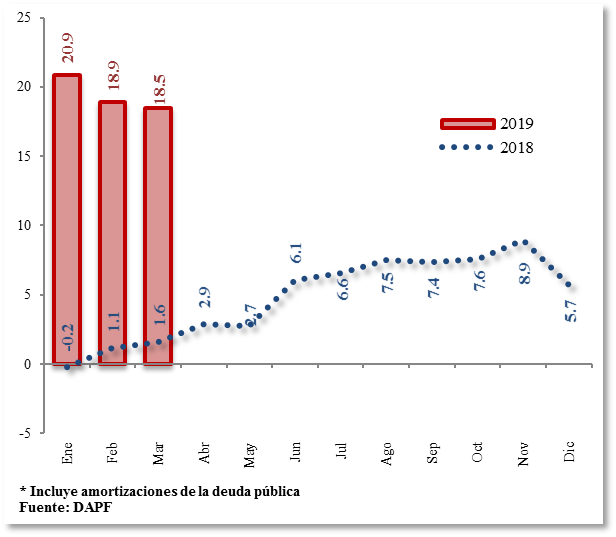 25
20
15
10
5
0
-5
20.9
18.9
18.5
2019
2018
-0.2
1.1
1.6
2.9
2.7
6.1
6.6
7.5
7.4
7.6
8.9
5.7
Ene
Feb
Mar
Abr
May
Jun
Jul
Ago
Sep
Oct
Nov
Dic
* Incluye amortizaciones de la deuda pública
Fuente: DAPF